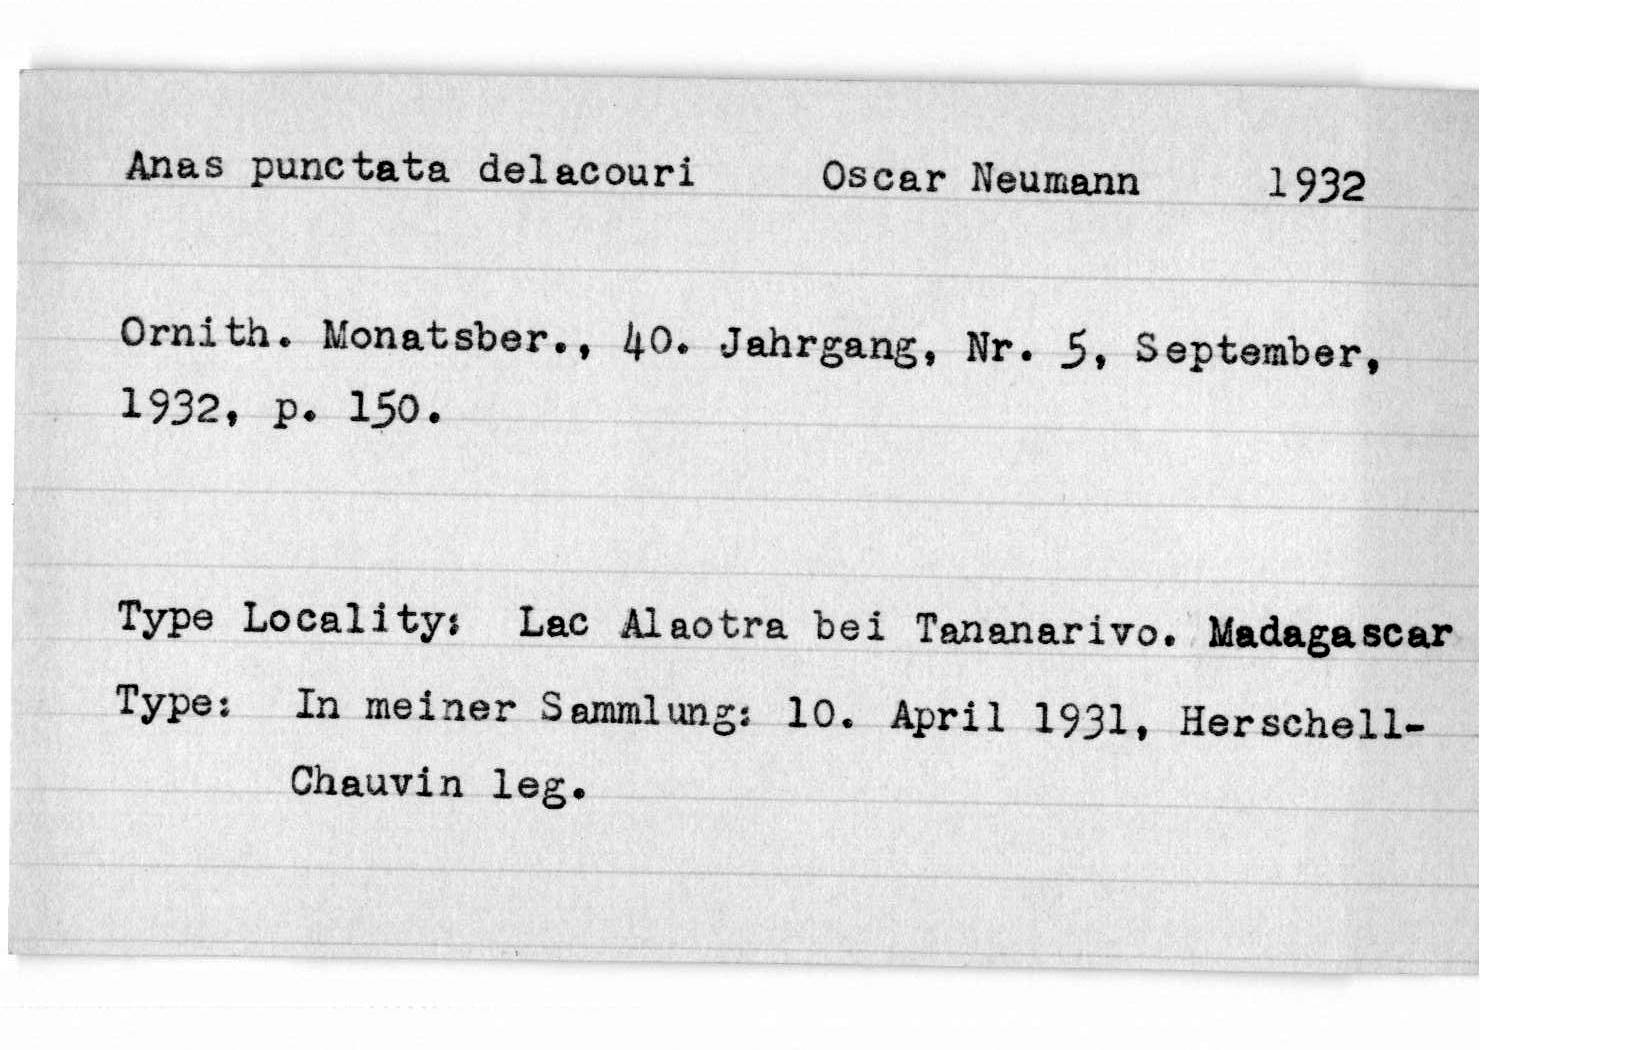 Anas punctata delacouri Oscar Neumann 1932
Ornith. Monatsber., 40. Jahrgang, Nr. 5, September,
1932, p. 150.
Type Locality: Lac Alaotra bei Tananarivo. Madagascar
Type: In meiner Sammlung: 10. April 1931, Herschell-
Chauvin leg.